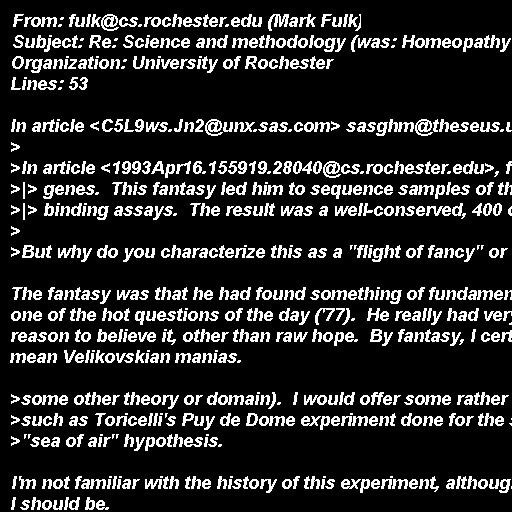 From: fulk@cs.rochester.edu (Mark Fulk)
Subject: Re: Science and methodology (was: Homeopathy
Organization: University of Rochester
Lines: 53

In article <C5L9ws.Jn2@unx.sas.com> sasghm@theseus.u
>
>In article <1993Apr16.155919.28040@cs.rochester.edu>, f
>|> genes.  This fantasy led him to sequence samples of th
>|> binding assays.  The result was a well-conserved, 400
>
>But why do you characterize this as a "flight of fancy" or

The fantasy was that he had found something of fundamen
one of the hot questions of the day ('77).  He really had very
reason to believe it, other than raw hope.  By fantasy, I cert
mean Velikovskian manias.

>some other theory or domain).  I would offer some rather
>such as Toricelli's Puy de Dome experiment done for the s
>"sea of air" hypothesis.

I'm not familiar with the history of this experiment, althoug
I should be.